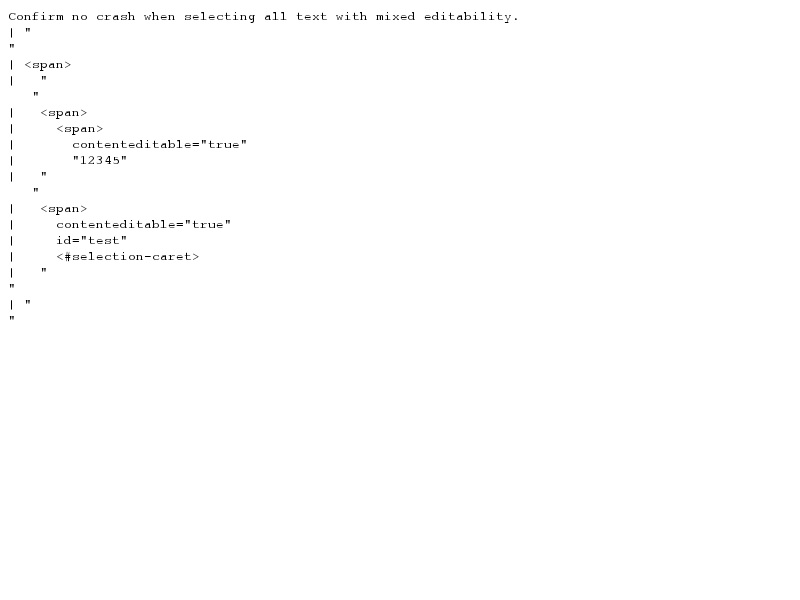 Confirm no crash when selecting all text with mixed editability.
| "
"
| <span>
|   "
   "
|   <span>
|     <span>
|       contenteditable="true"
|       "12345"
|   "
   "
|   <span>
|     contenteditable="true"
|     id="test"
|     <#selection-caret>
|   "
"
| "
"